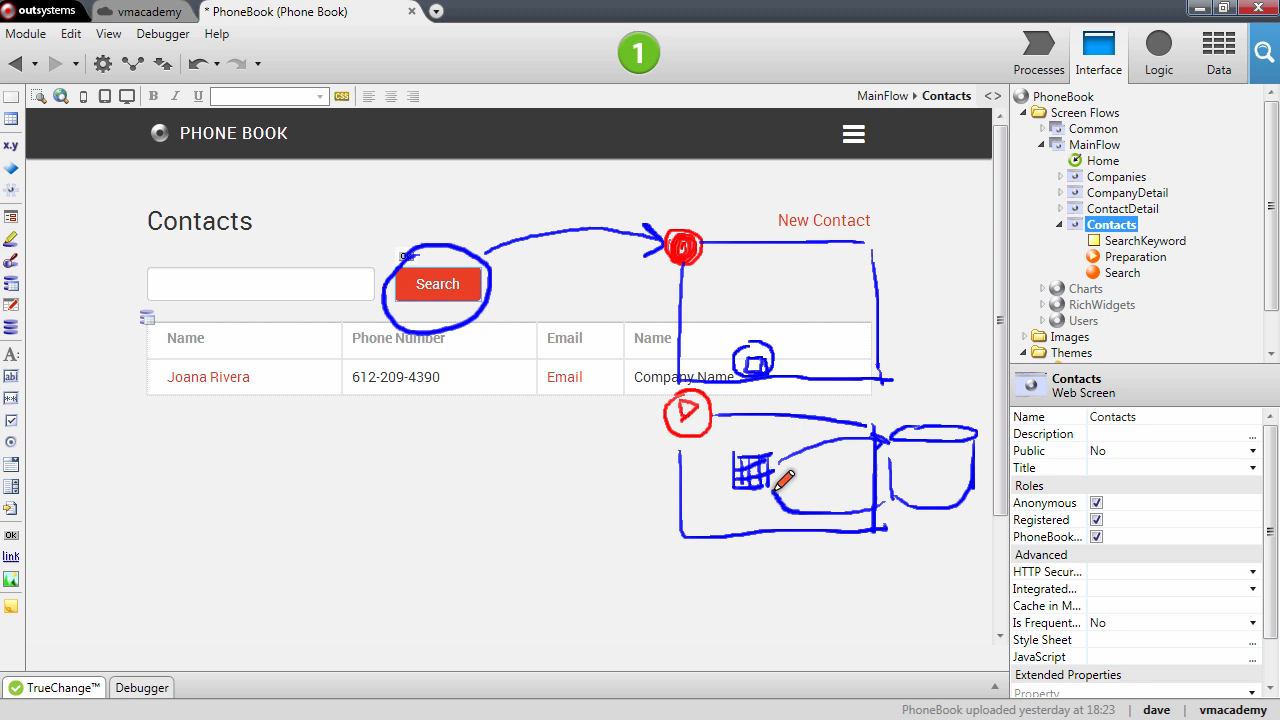 outsystems
vmacademy
* PhoneBook (Phone Book)
Module Edit View Debugger Help
1
Processes Interface Logic Data
B I U
CSS
MainFlow Contacts <>
x.y
OK
link
PHONE BOOK
Contacts
New Contact
Search
Name Phone Number Email Name
Joana Rivera 612-209-4390 Email Company Name
PhoneBook
Screen Flows
Common
MainFlow
Home
Companies
CompanyDetail
ContactDetail
Contacts
SearchKeyword
Preparation
Search
Charts
RichWidgets
Users
Images
Themes
Contacts
Web Screen
Name Contacts
Description ...
Public No
Title
Roles
Anonymous
Registered
PhoneBook...
Advanced
HTTP Secur...
Integrated...
Cache in M...
Is Frequent... No
Style Sheet ...
JavaScript ...
Extended Properties
Property
TrueChange™ Debugger
PhoneBook uploaded yesterday at 18:23 dave vmacademy